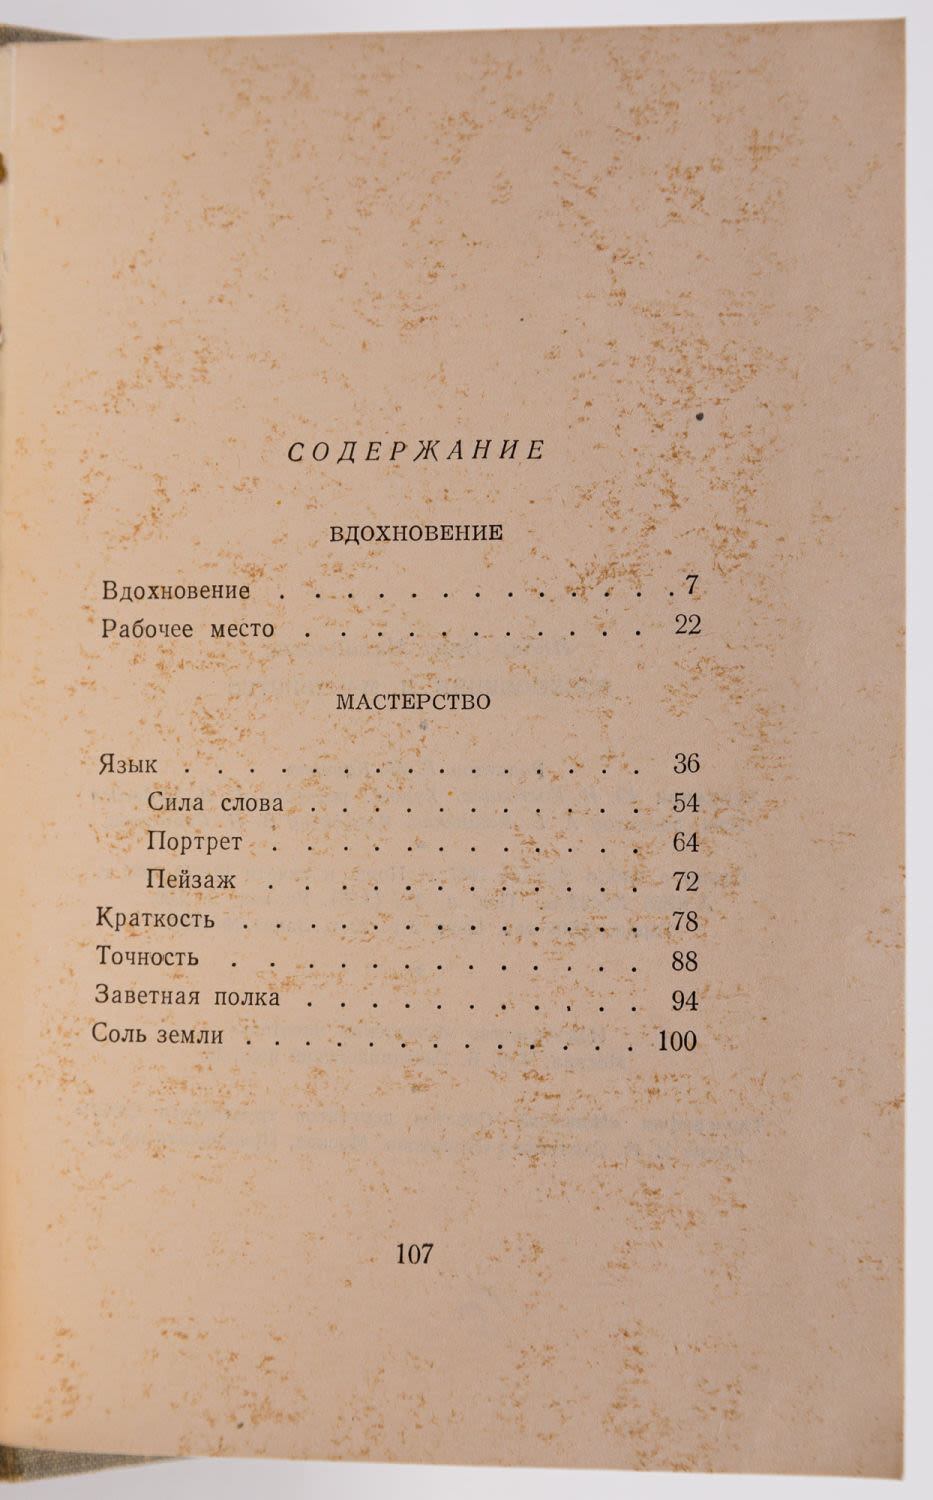 СОДЕРЖАНИЕ
ВДОХНОВЕНИЕ
Вдохновение . . . . . . . . . . . . . 7
Рабочее место . . . . . . . . . . . 22
МАСТЕРСТВО
Язык . . . . . . . . . . . . . . . 36
Сила слова . . . . . . . . . . . 54
Портрет . . . . . . . . . . . . 64
Пейзаж . . . . . . . . . . . . 72
Краткость . . . . . . . . . . . . . 78
Точность . . . . . . . . . . . . . 88
Заветная полка . . . . . . . . . . . 94
Соль земли . . . . . . . . . . . . . 100
107